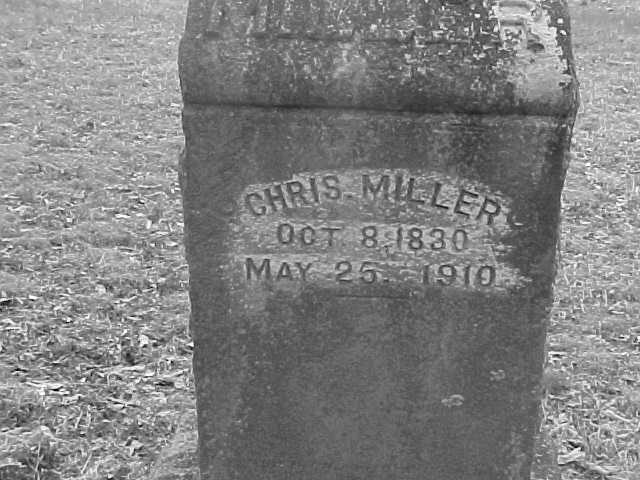 CHRIS. MILLER
OCT 8,1830
MAY 25. 1910